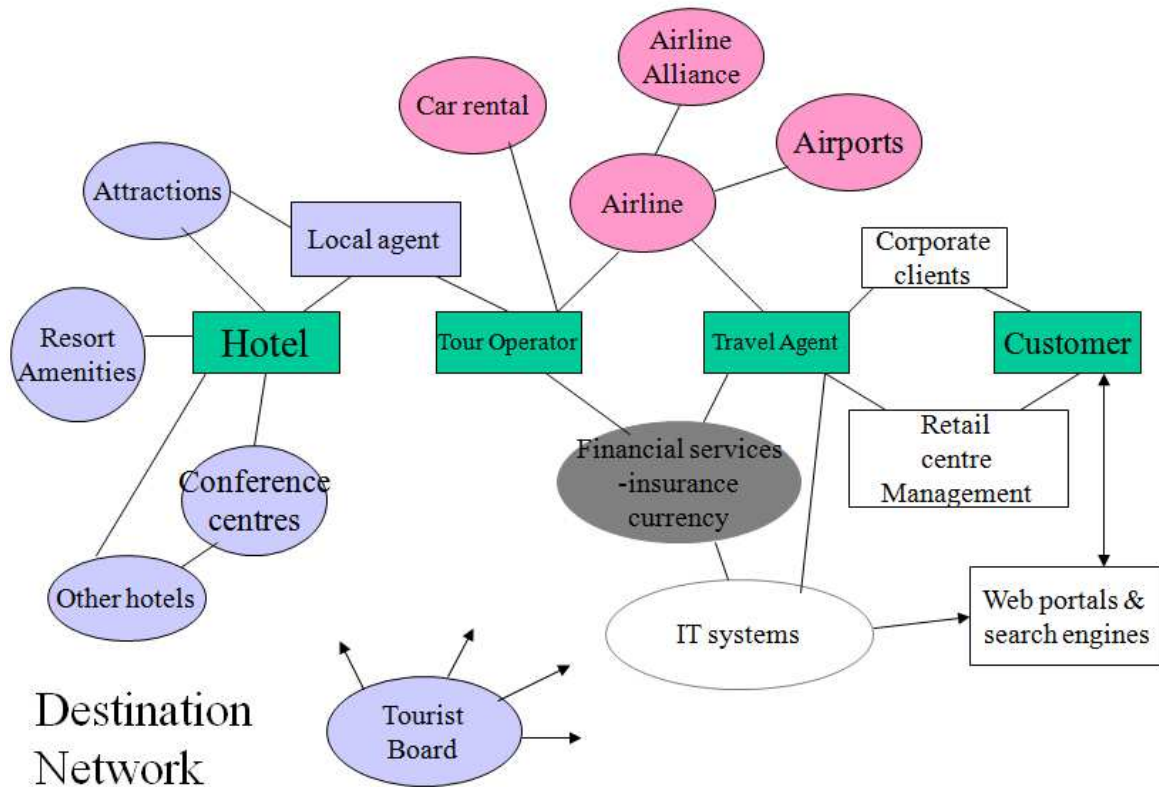 Airline
Alliance
Car rental
Airports
Attractions
Airline
Local agent
Corporate
clients
Resort
Amenities
Hotel
Tour Operator
Travel Agent
Customer
Retail
centre
Management
Financial services
-insurance
currency
Conference
centres
Other hotels
IT systems
Web portals &
search engines
Tourist
Board
Destination
Network